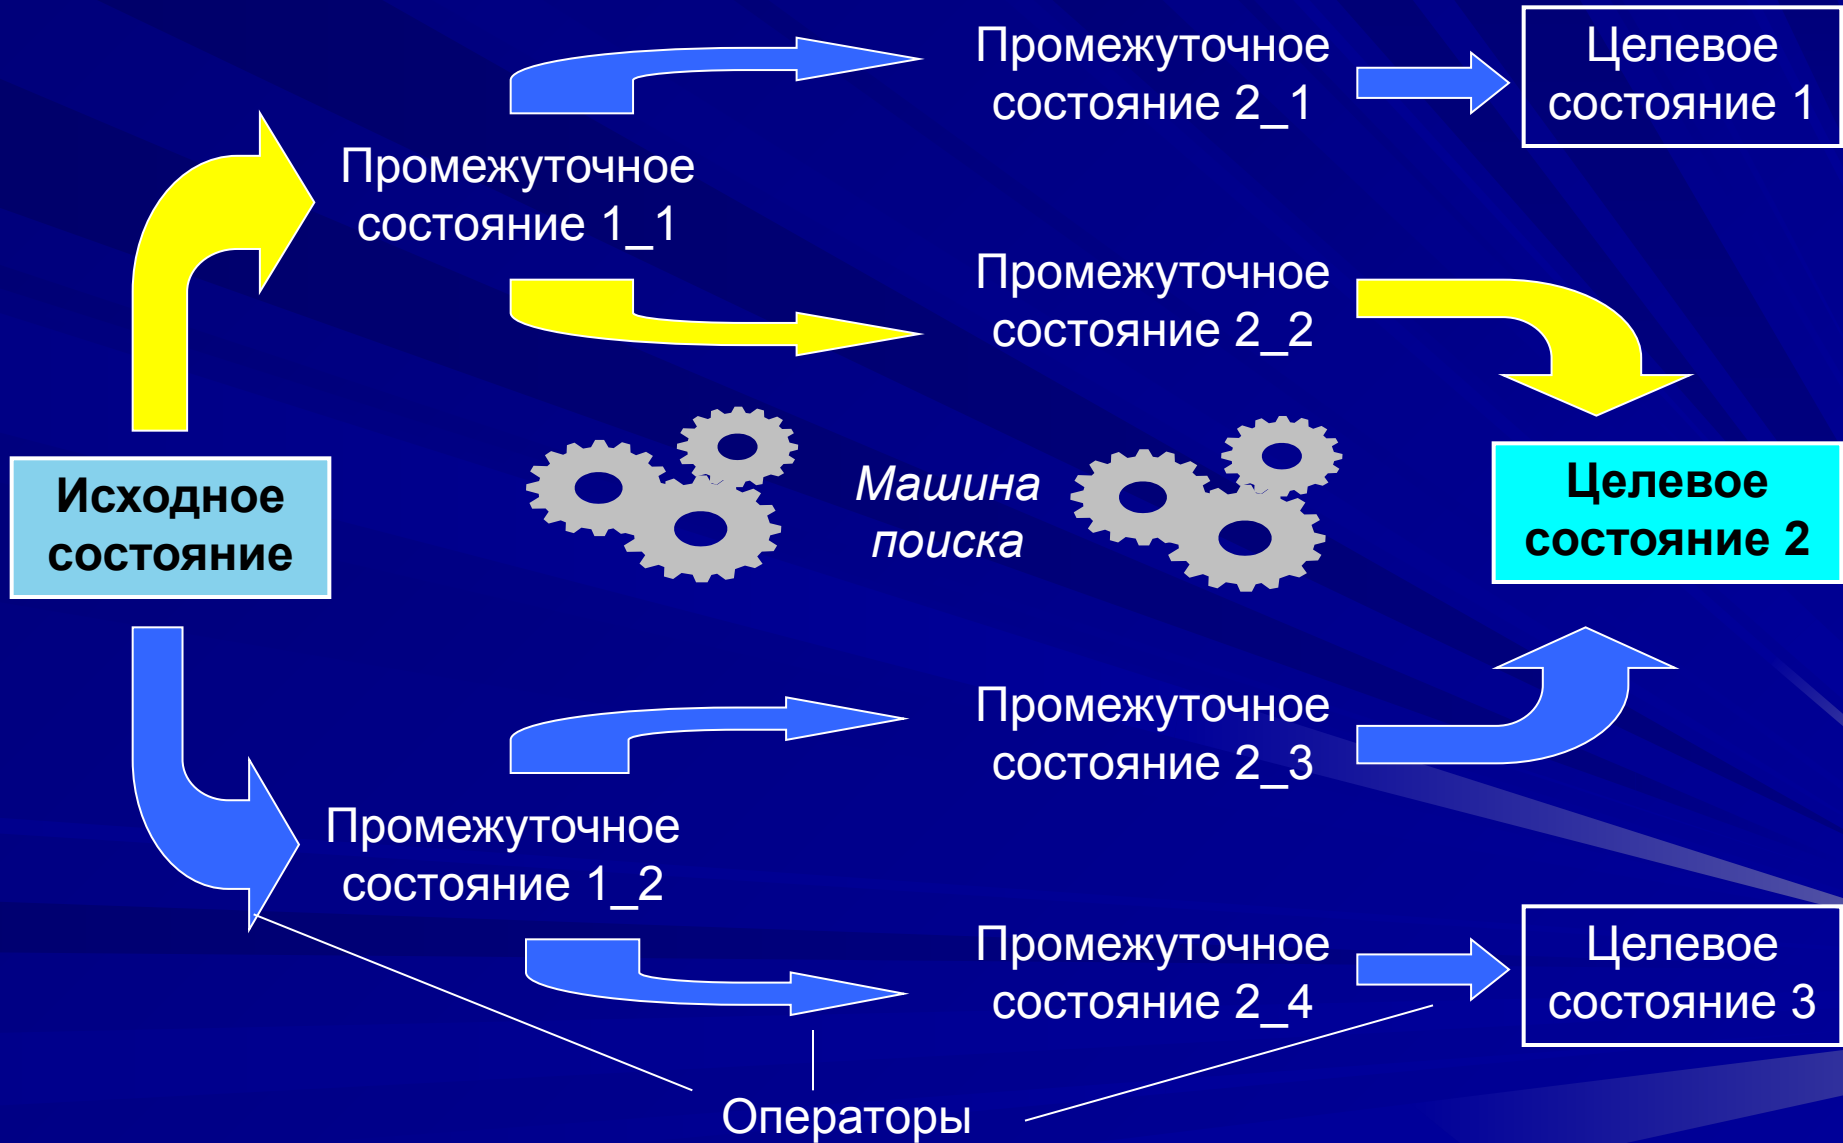 Промежуточное
состояние 2_1
Целевое
состояние 1
Промежуточное
состояние 1_1
Промежуточное
состояние 2_2
Исходное
состояние
Машина
поиска
Целевое
состояние 2
Промежуточное
состояние 2_3
Промежуточное
состояние 1_2
Промежуточное
состояние 2_4
Целевое
состояние 3
Операторы